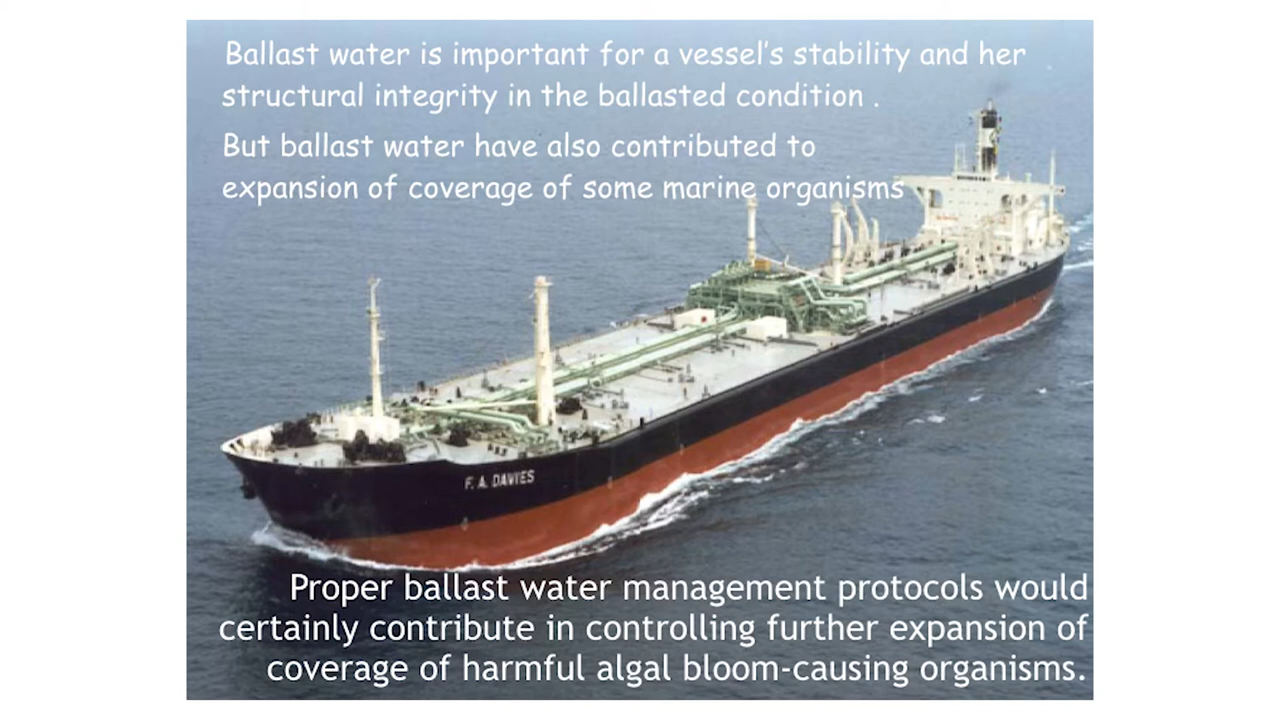 Ballast water is important for a vessel's stability and her
structural integrity in the ballasted condition .
But ballast water have also contributed to
expansion of coverage of some marine organisms
F. A. DAVIES
Proper ballast water management protocols would
certainly contribute in controlling further expansion of
coverage of harmful algal bloom-causing organisms.